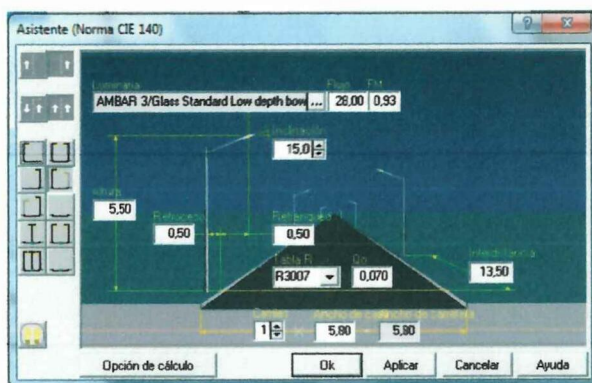 Asistente (Norma CIE 140)
Luminaria Flujo FM
AMBAR 3/Glass Standard Low depth bow ... 28,00 0,93
Inclinación
15,0
Altura
5,50
Retroceso
0,50
0,50
Interdistancia
13,50
Tabla R Qo
R3007 0,070
Carriles
1 X 5,80 5,80
Opción de cálculo Ok Aplicar Cancelar Ayuda